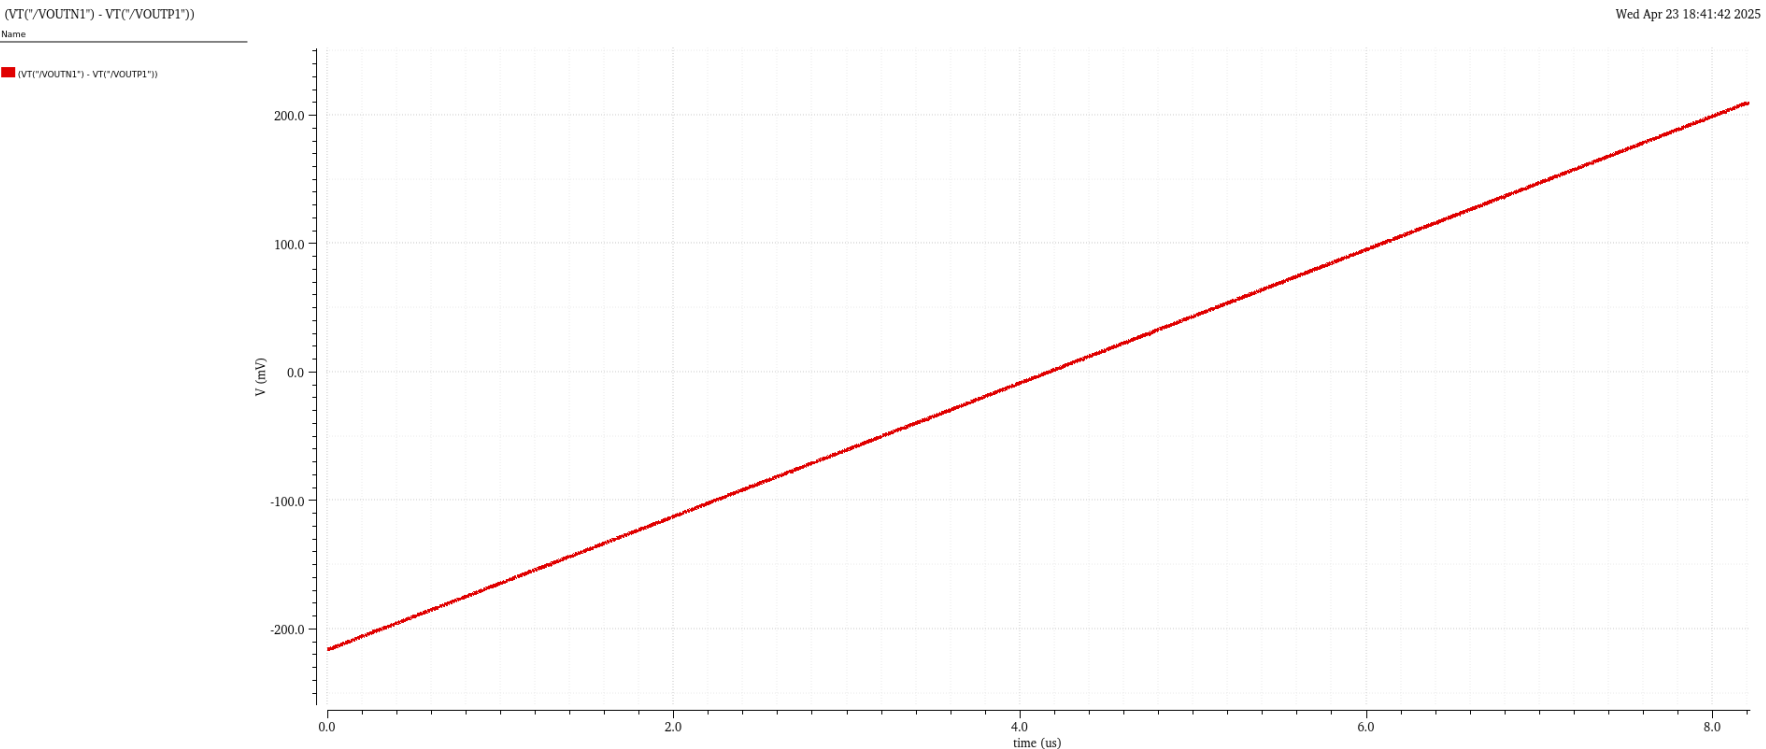 (VT("/VOUTN1") - VT("/VOUTP1"))
Wed Apr 23 18:41:42 2025
Name
(VT("/VOUTN1") - VT("/VOUTP1"))
200.0
100.0
0.0
-100.0
-200.0
V (mV)
0.0 2.0 4.0 6.0 8.0
time (us)